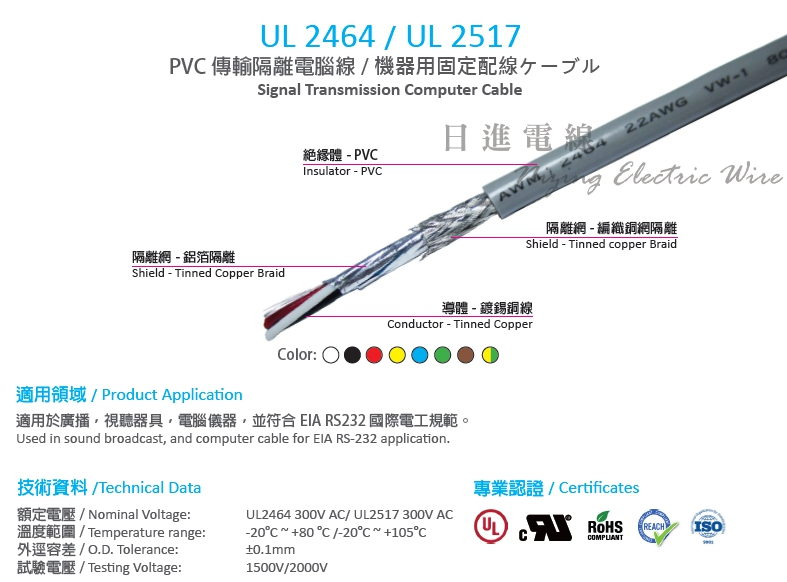 UL 2464 / UL 2517
PVC 傳輸隔離電腦線 / 機器用固定配線ケーブル
Signal Transmission Computer Cable
日進電線
Electric Wire
AWM 2464 22AWG VW-1 80
絕緣體 - PVC
Insulator - PVC
隔離網 - 編織銅網隔離
Shield - Tinned copper Braid
隔離網 - 鋁箔隔離
Shield - Tinned Copper Braid
導體 - 鍍錫銅線
Conductor - Tinned Copper
Color:
適用領域 / Product Application
適用於廣播，視聽器具，電腦儀器，並符合 EIA RS232 國際電工規範。
Used in sound broadcast, and computer cable for EIA RS-232 application.
技術資料 /Technical Data
額定電壓 / Nominal Voltage: UL2464 300V AC/ UL2517 300V AC
溫度範圍 / Temperature range: -20°C ~ +80 °C /-20°C ~ +105°C
外逕容差 / O.D. Tolerance: ±0.1mm
試驗電壓 / Testing Voltage: 1500V/2000V
專業認證 / Certificates
UL
c RU
RoHS
COMPLIANT
REACH
ISO
9001